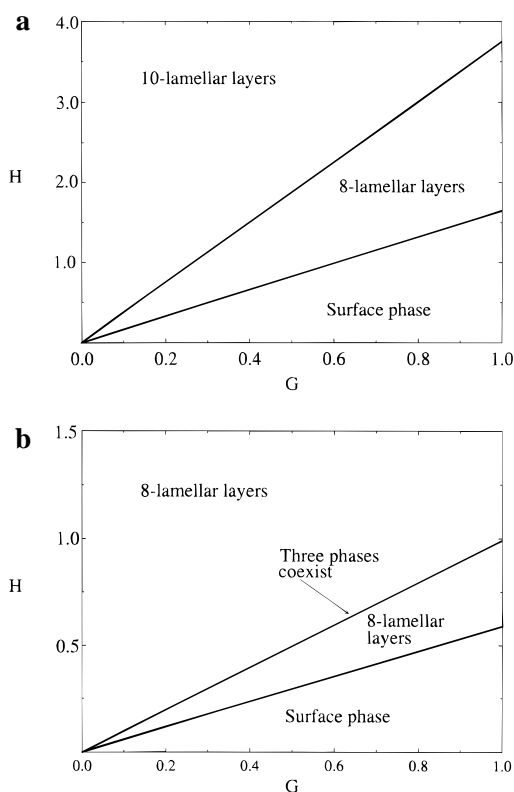 a
4.0
10-lamellar layers
3.0
H
2.0
8-lamellar layers
1.0
Surface phase
0.0 0.2 0.4 0.6 0.8 1.0
G
b
1.5
8-lamellar layers
1.0
Three phases
coexist
H
8-lamellar
layers
0.5
Surface phase
0.0 0.2 0.4 0.6 0.8 1.0
G